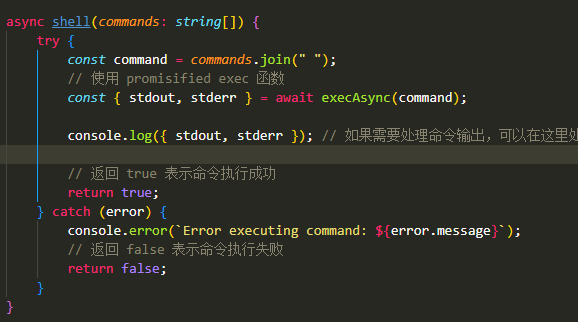 async shell(commands: string[]) {
try {
const command = commands.join(" ");
// 使用 promisified exec 函数
const { stdout, stderr } = await execAsync(command);
console.log({ stdout, stderr }); // 如果需要处理命令输出，可以在这里处
// 返回 true 表示命令执行成功
return true;
} catch (error) {
console.error(`Error executing command: ${error.message}`);
// 返回 false 表示命令执行失败
return false;
}
}